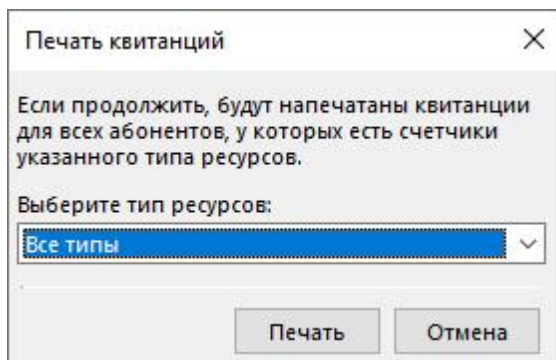 Печать квитанций
Если продолжить, будут напечатаны квитанции
для всех абонентов, у которых есть счетчики
указанного типа ресурсов.
Выберите тип ресурсов:
Все типы
Печать
Отмена